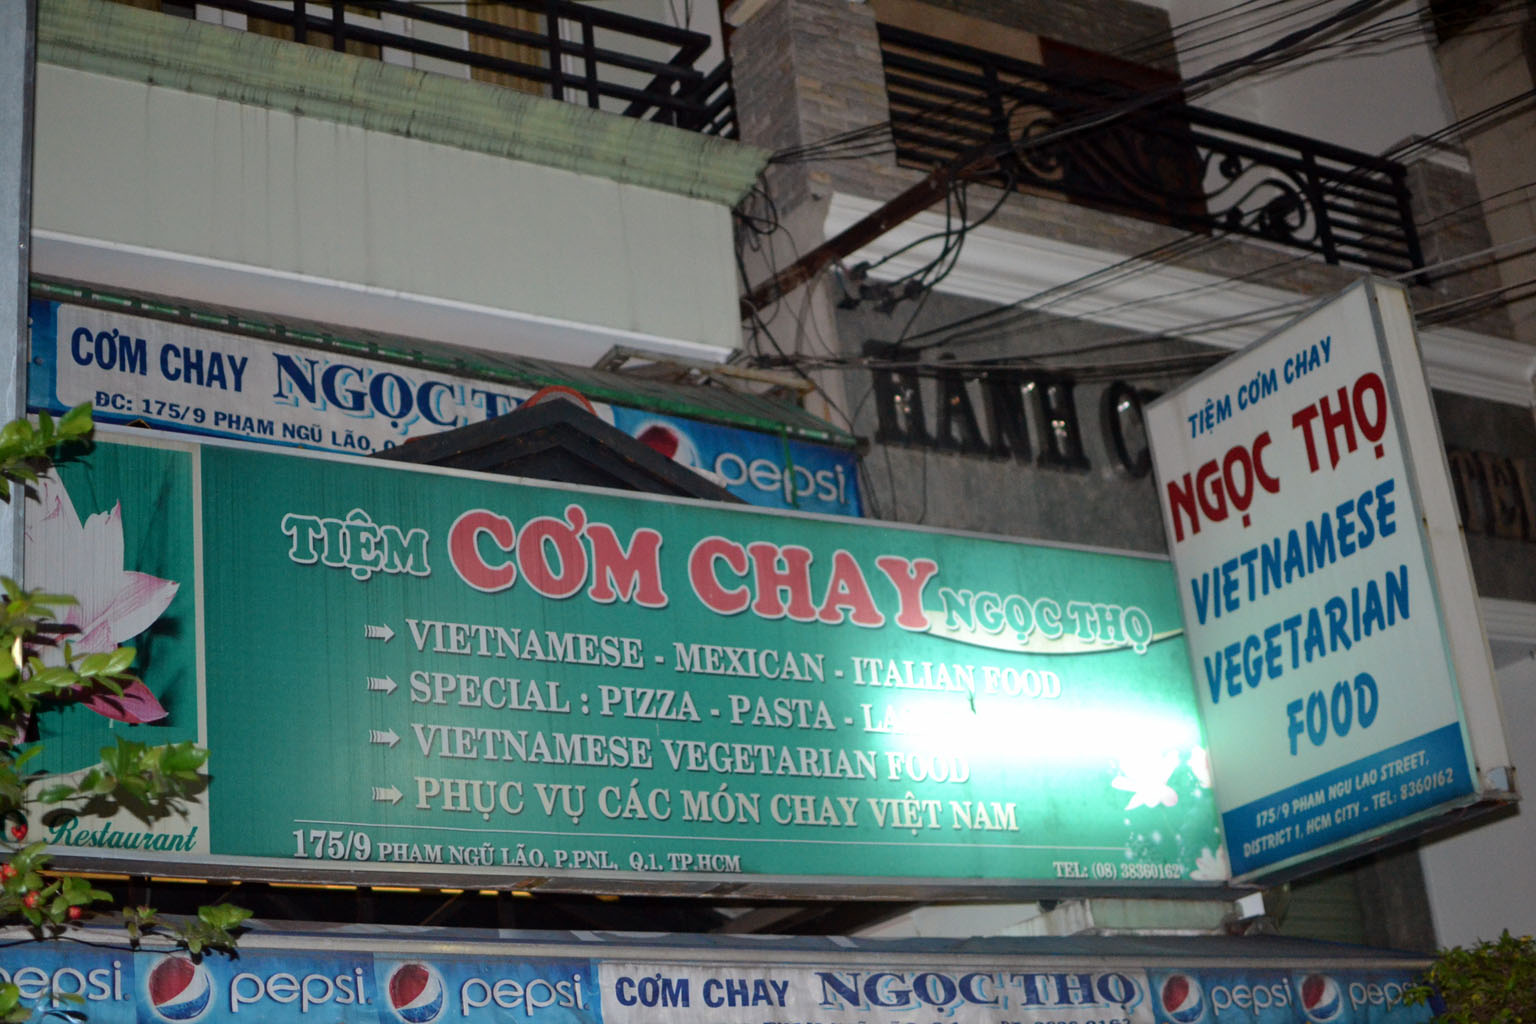 CƠM CHAY NGỌC
ĐC: 175/9 PHẠM NGŨ LÃO,
pepsi
HÀNH
TIỆM CƠM CHAY NGỌC THỌ
VIETNAMESE - MEXICAN - ITALIAN FOOD
SPECIAL : PIZZA - PASTA -
VIETNAMESE VEGETARIAN FOOD
PHỤC VỤ CÁC MÓN CHAY VIỆT NAM
Restaurant
175/9 PHẠM NGŨ LÃO, P.PNL, Q.1. TP.HCM
TEL: (08) 38360162
TIỆM CƠM CHAY
NGỌC THỌ
VIETNAMESE
VEGETARIAN
FOOD
175/9 PHAM NGU LAO STREET,
DISTRICT 1, HCM CITY - TEL: 8360162
pepsi pepsi pepsi CƠM CHAY NGỌC THỌ pepsi pepsi